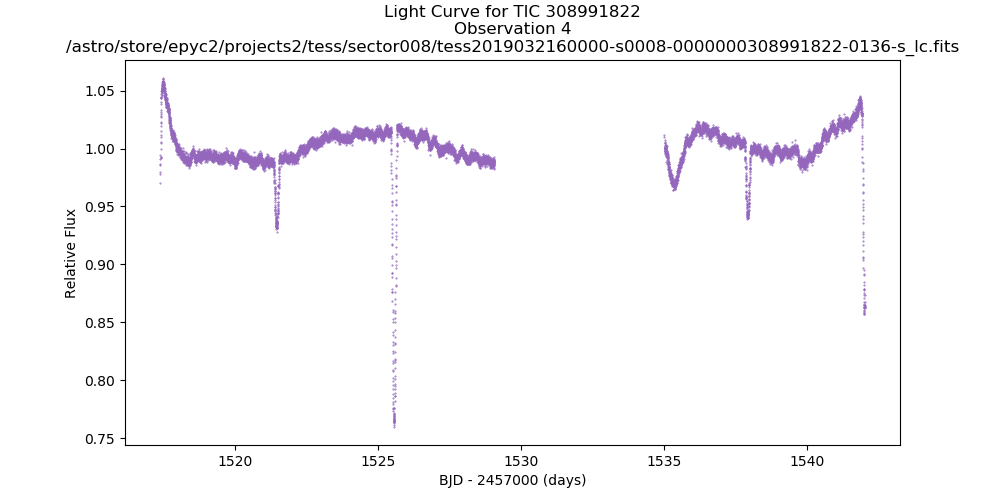 Light Curve for TIC 308991822
Observation 4
/astro/store/epyc2/projects2/tess/sector008/tess2019032160000-s0008-0000000308991822-0136-s_lc.fits
1.05
1.00
0.95
0.90
0.85
0.80
0.75
Relative Flux
1520
1525
1530
1535
1540
BJD - 2457000 (days)